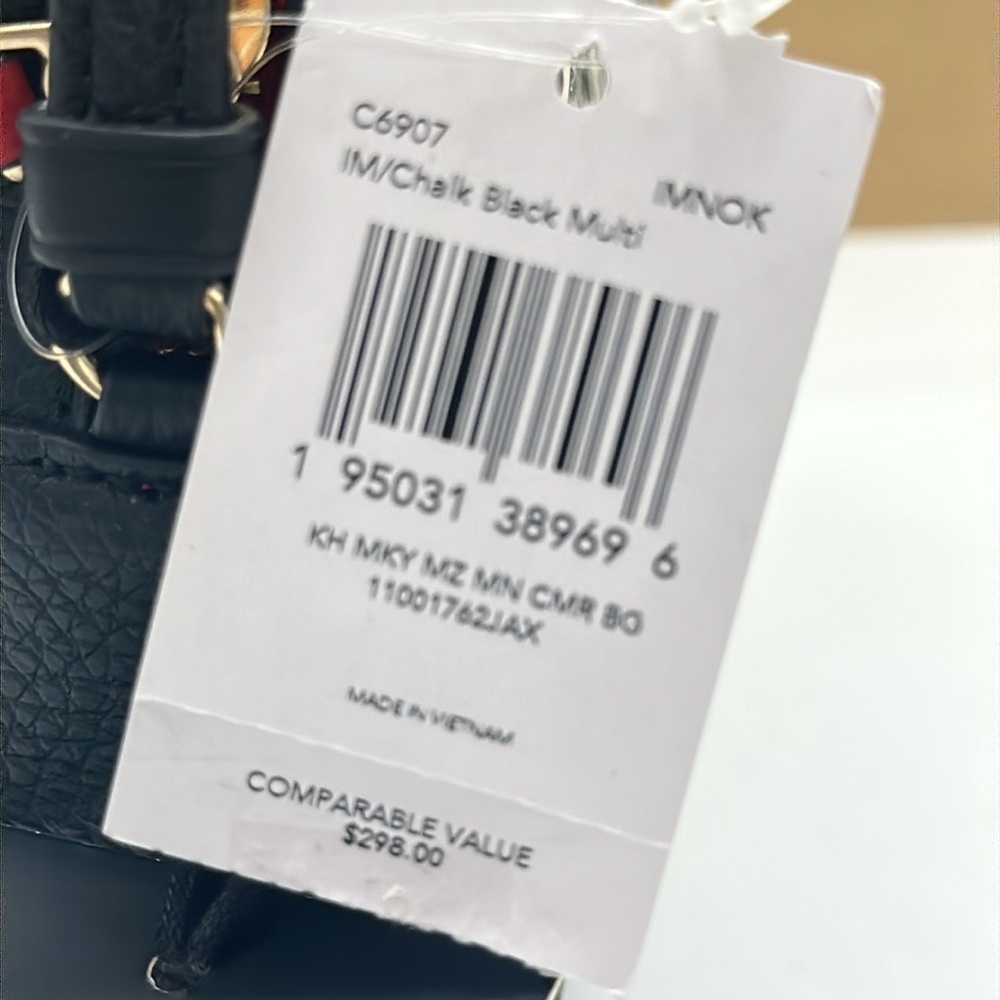 C6907
IM/Chalk Black Multi IMNOK
1 95031 38969 6
KH MKY MZ MN CMR BG
11001762JAX
MADE IN VIETNAM
COMPARABLE VALUE
$298.00